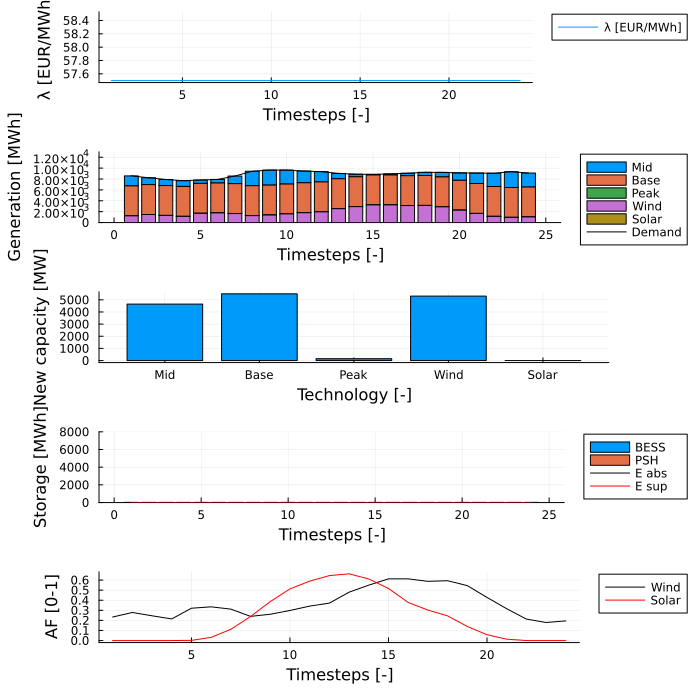 λ [EUR/MWh
58.4
58.2
58.0
57.8
57.6
5
10
15
20
Timesteps [-]
λ [EUR/MWh]
Generation [MWh]
1.20×10⁴
1.00×10⁴
8.00×10³
6.00×10³
4.00×10³
2.00×10³
0
0
5
10
15
20
25
Timesteps [-]
Mid
Base
Peak
Wind
Solar
Demand
New capacity [MW]
5000
4000
3000
2000
1000
0
Mid
Base
Peak
Wind
Solar
Technology [-]
Storage [MWh]
8000
6000
4000
2000
0
0
5
10
15
20
25
Timesteps [-]
BESS
PSH
E abs
E sup
AF [0-1]
0.6
0.5
0.4
0.3
0.2
0.1
0.0
5
10
15
20
Timesteps [-]
Wind
Solar